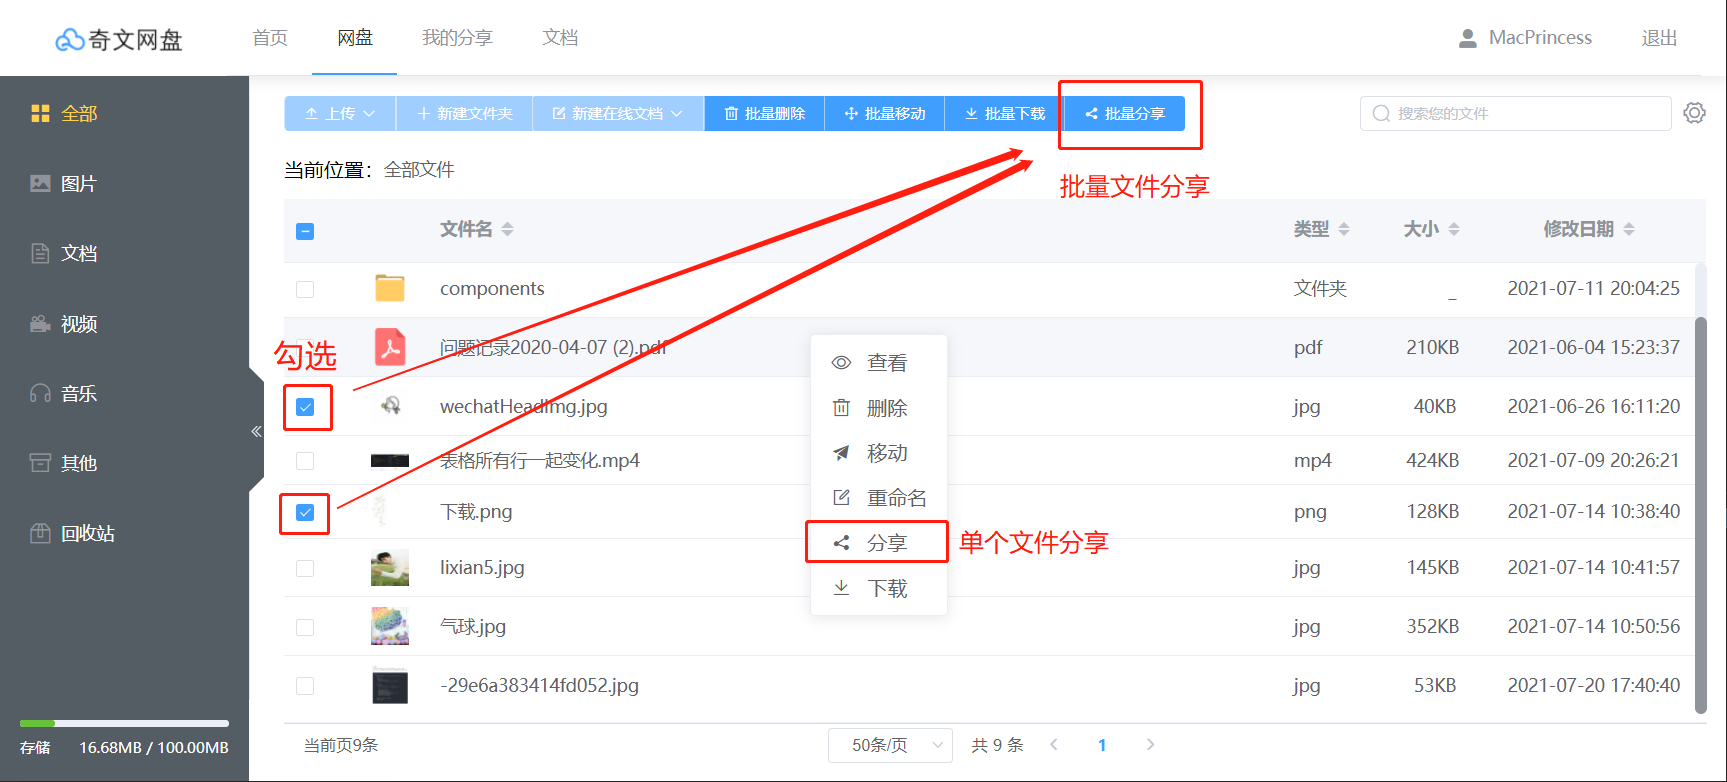 奇文网盘 首页 网盘 我的分享 文档 MacPrincess 退出
全部
图片
文档
视频
音乐
其他
回收站
存储 16.68MB / 100.00MB
上传 新建文件夹 新建在线文档 批量删除 批量移动 批量下载 批量分享 搜索您的文件
当前位置： 全部文件
批量文件分享
文件名 类型 大小 修改日期
components 文件夹 _ 2021-07-11 20:04:25
勾选
问题记录2020-04-07 (2).pdf pdf 210KB 2021-06-04 15:23:37
wechatHeadImg.jpg jpg 40KB 2021-06-26 16:11:20
表格所有行一起变化.mp4 mp4 424KB 2021-07-09 20:26:21
下载.png png 128KB 2021-07-14 10:38:40
lixian5.jpg jpg 145KB 2021-07-14 10:41:57
气球.jpg jpg 352KB 2021-07-14 10:50:56
-29e6a383414fd052.jpg jpg 53KB 2021-07-20 17:40:40
查看
删除
移动
重命名
分享
单个文件分享
下载
当前页9条 50条/页 共 9 条 1